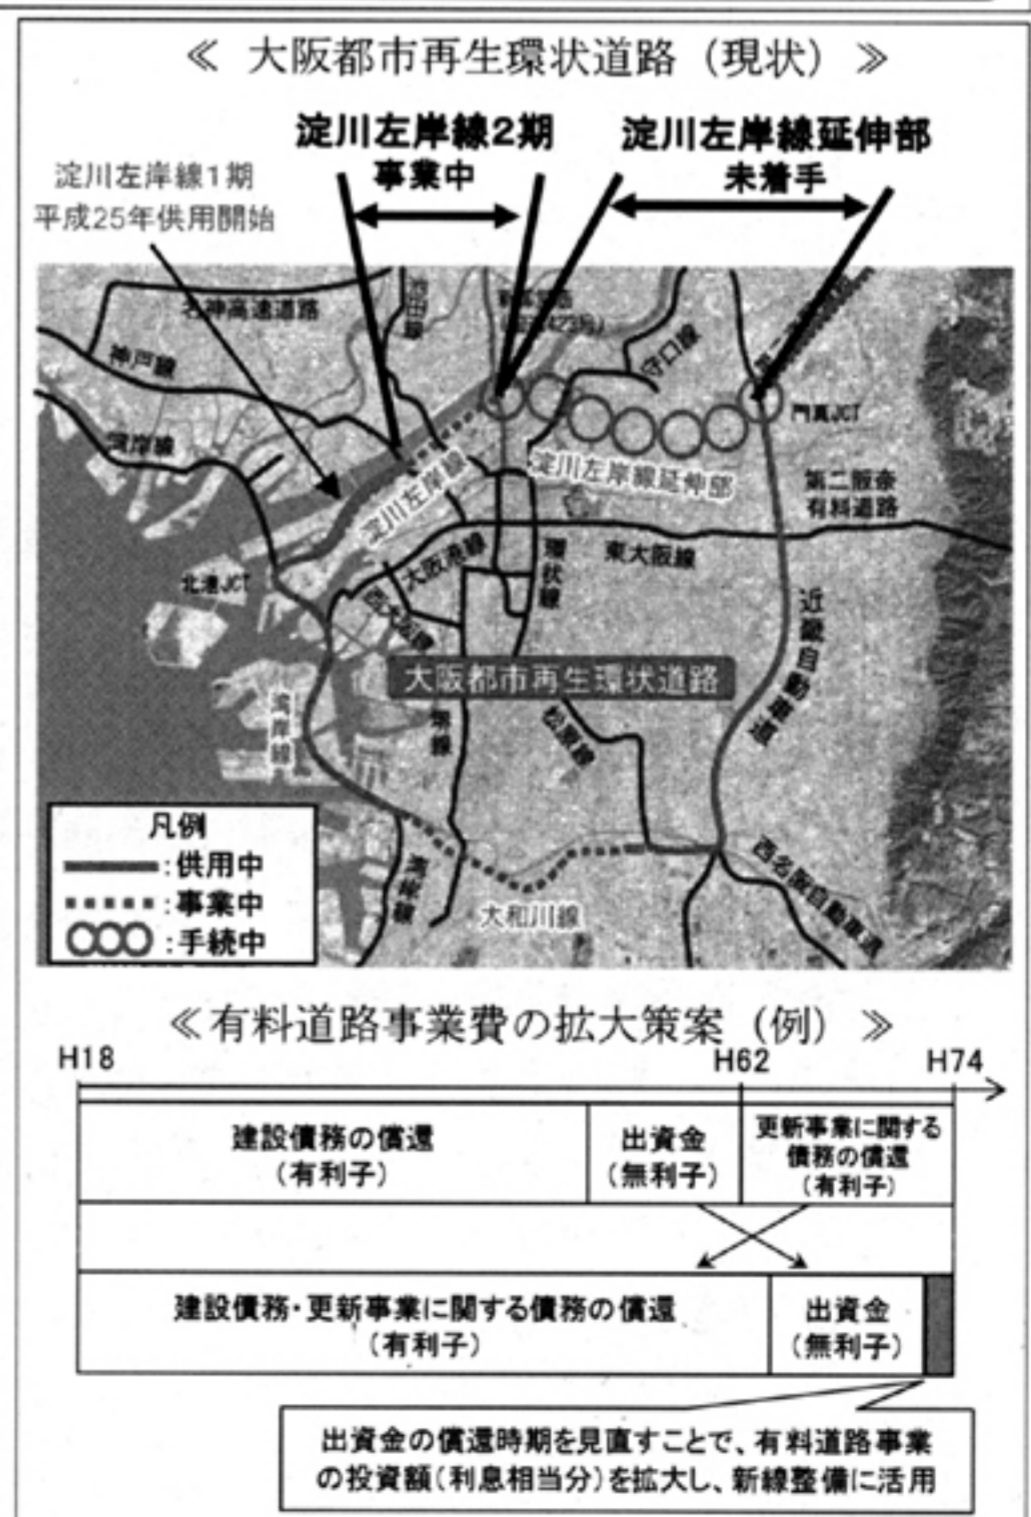 ≪ 大阪都市再生環状道路（現状）≫
淀川左岸線2期
事業中
淀川左岸線延伸部
未着手
淀川左岸線1期
平成25年供用開始
名神高速道路
池田線
神戸線
守口線
湾岸線
門真JCT
淀川左岸線
淀川左岸線延伸部
第二阪奈
有料道路
大阪港線
環状線
東大阪線
北港JCT
西大阪線
近畿自動車道
大阪都市再生環状道路
湾岸線
堺線
松原線
凡例
:供用中
:事業中
:手続中
湾岸線
大和川線
西名阪自動車道
≪有料道路事業費の拡大策案（例）≫
H18
H62
H74
建設債務の償還
(有利子)
出資金
(無利子)
更新事業に関する
債務の償還
(有利子)
建設債務・更新事業に関する債務の償還
(有利子)
出資金
(無利子)
出資金の償還時期を見直すことで、有料道路事業
の投資額(利息相当分)を拡大し、新線整備に活用